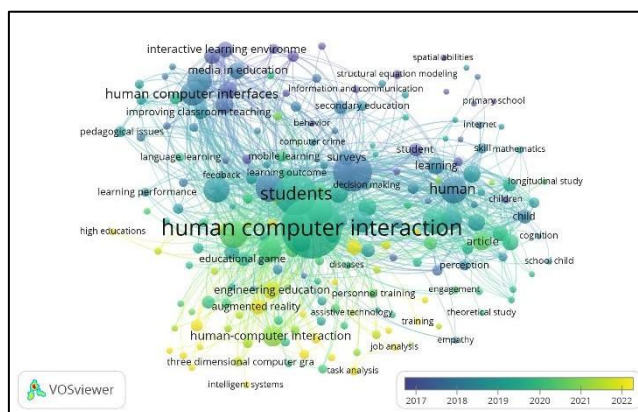 interactive learning environme
spatial abilities
media in education
structural equation modeling
human computer interfaces
information and communication
primary school
improving classroom teaching
secondary education
behavior
internet
pedagogical issues
computer crime
student
skill
mathematics
language learning
mobile learning
surveys
learning
longitudinal study
feedback
learning outcome
decision making
human
children
learning performance
students
child
high educations
human computer interaction
cognition
article
educational game
diseases
perception
school child
engineering education
personnel training
engagement
augmented reality
assistive technology
theoretical study
training
human-computer interaction
job analysis
empathy
three dimensional computer gra
task analysis
intelligent systems
VOSviewer
2017 2018 2019 2020 2021 2022